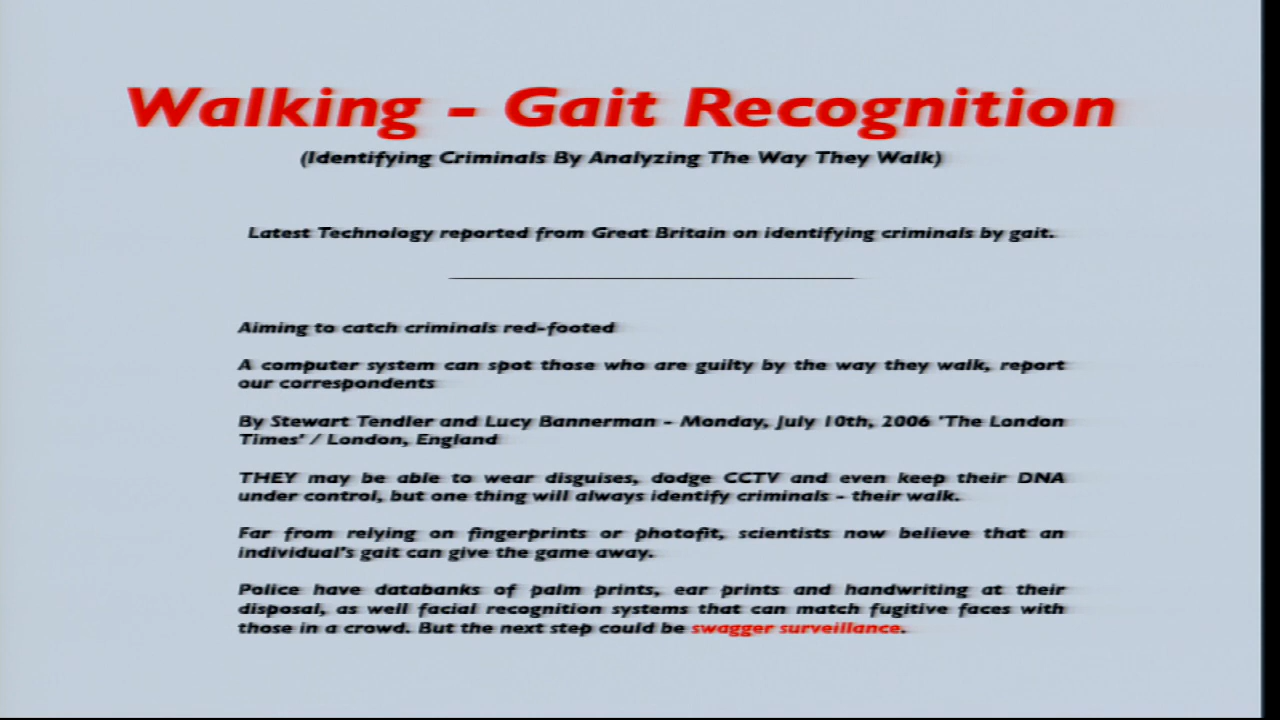 Walking - Gait Recognition
(Identifying Criminals By Analyzing The Way They Walk)
Latest Technology reported from Great Britain on identifying criminals by gait.
Aiming to catch criminals red-footed
A computer system can spot those who are guilty by the way they walk, report
our correspondents
By Stewart Tendler and Lucy Bannerman - Monday, July 10th, 2006 'The London
Times' / London, England
THEY may be able to wear disguises, dodge CCTV and even keep their DNA
under control, but one thing will always identify criminals - their walk.
Far from relying on fingerprints or photofit, scientists now believe that an
individual's gait can give the game away.
Police have databanks of palm prints, ear prints and handwriting at their
disposal, as well facial recognition systems that can match fugitive faces with
those in a crowd. But the next step could be swagger surveillance.